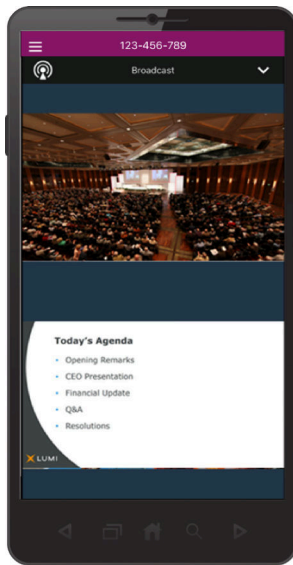 123-456-789
Broadcast
Today's Agenda
• Opening Remarks
• CEO Presentation
• Financial Update
• Q&A
• Resolutions
LUMI